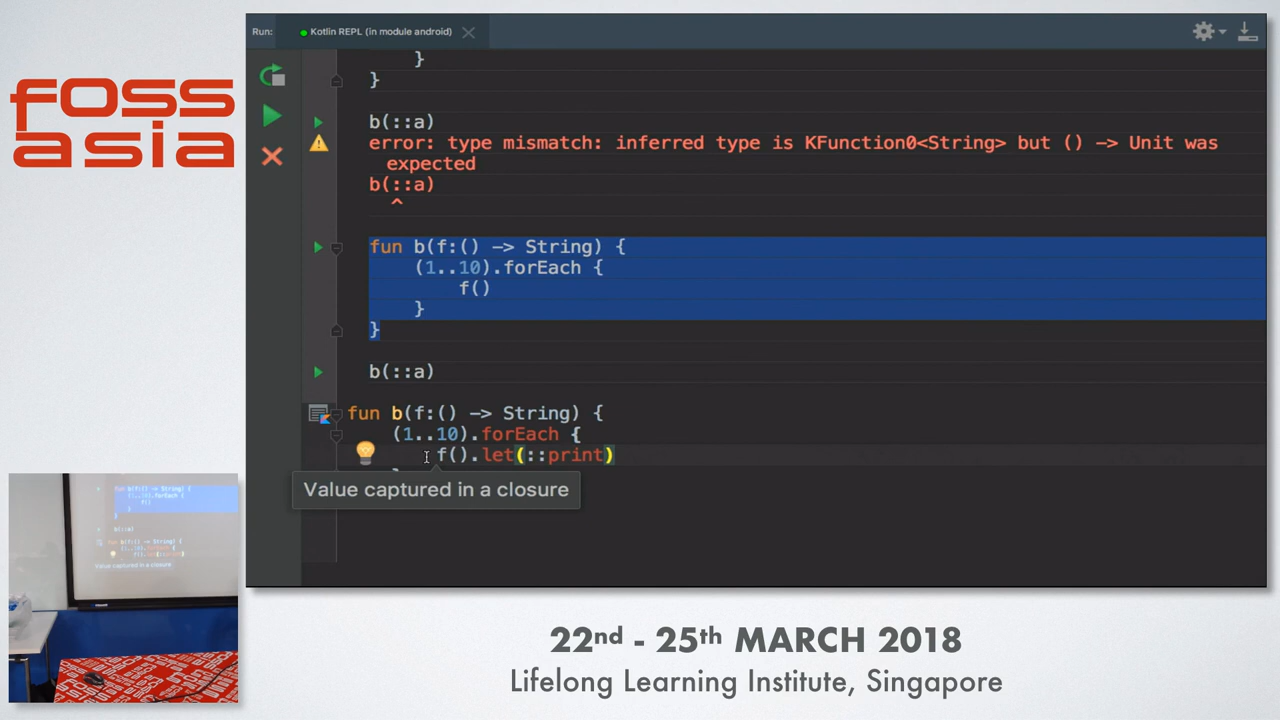 foss
asia
Run:
Kotlin REPL (in module android)
}
}
b(::a)
error: type mismatch: inferred type is KFunction0<String> but () -> Unit was
expected
b(::a)
^
fun b(f:() -> String) {
(1..10).forEach {
f()
}
}
b(::a)
fun b(f:() -> String) {
(1..10).forEach {
f().let(::print)
Value captured in a closure
22nd - 25th MARCH 2018
Lifelong Learning Institute, Singapore